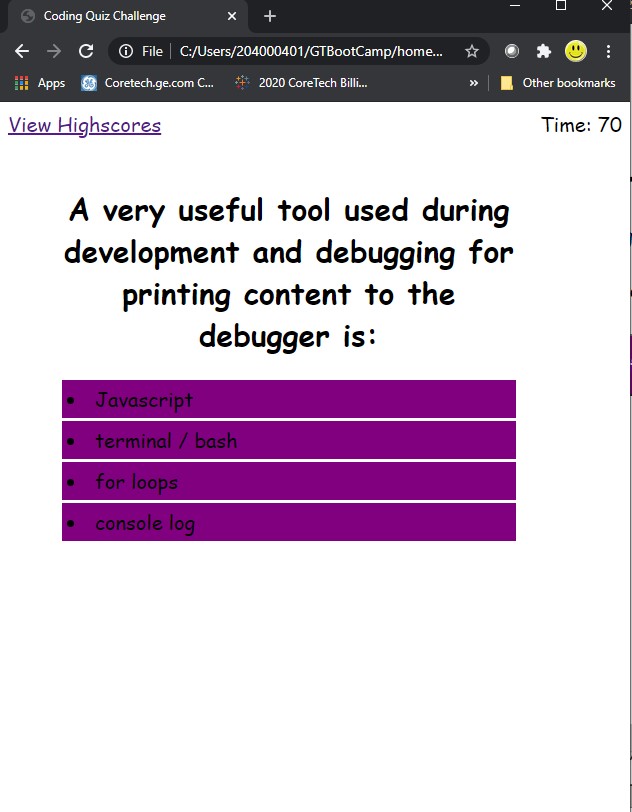 Coding Quiz Challenge
File | C:/Users/204000401/GTBootCamp/home...
Apps Coretech.ge.com C... 2020 CoreTech Billi... » Other bookmarks
View Highscores Time: 70
A very useful tool used during
development and debugging for
printing content to the
debugger is:
• Javascript
• terminal / bash
• for loops
• console log